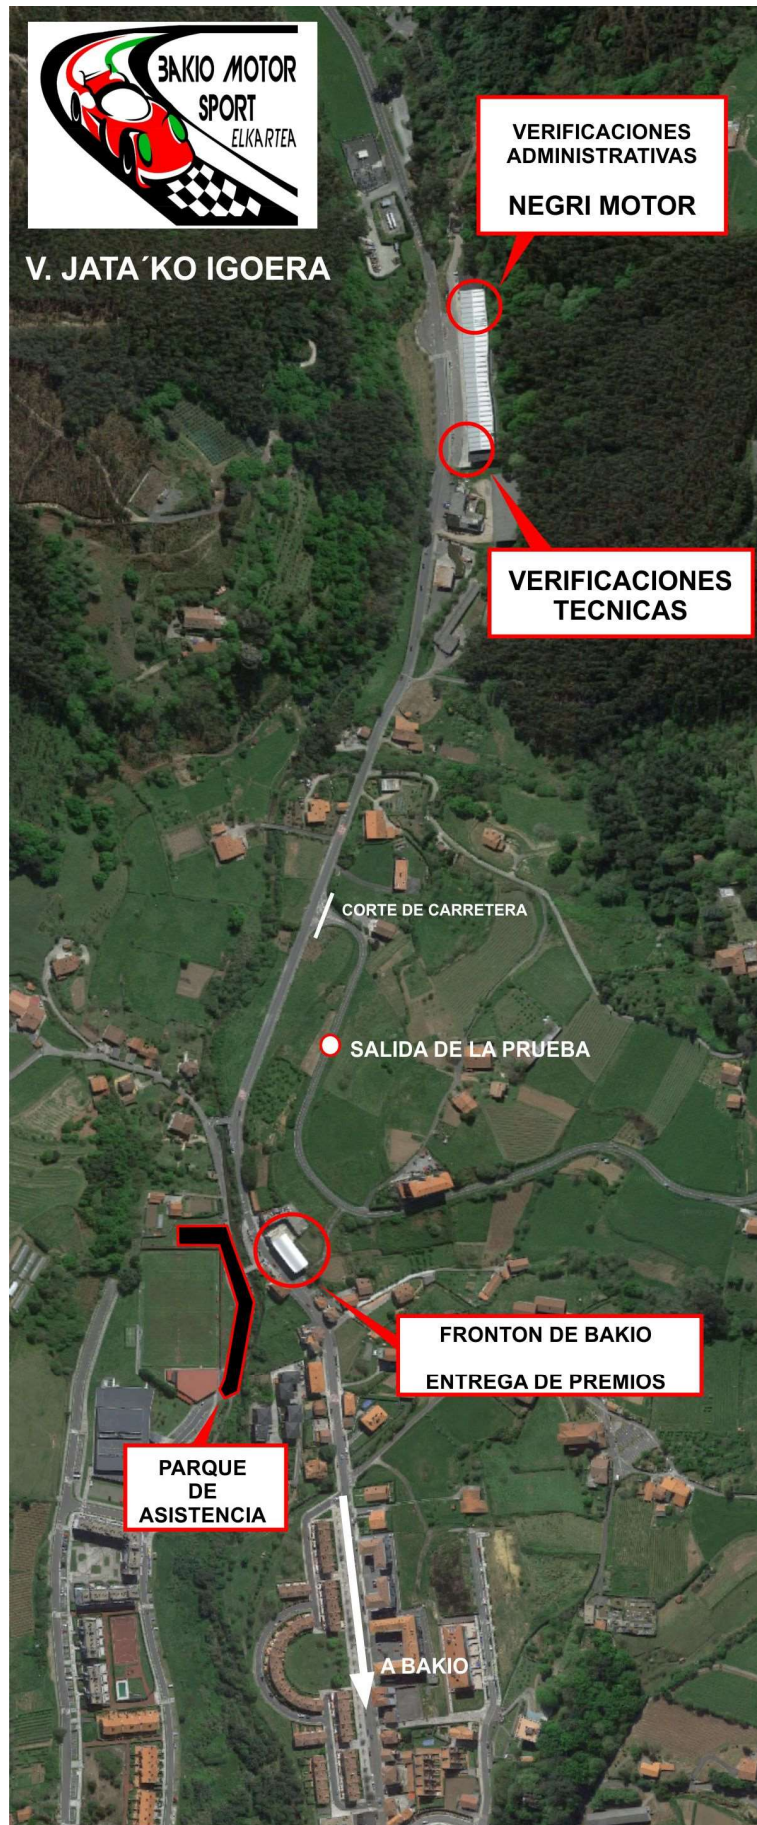 BAKIO MOTOR
SPORT
ELKARTEA
V. JATA´KO IGOERA
VERIFICACIONES
ADMINISTRATIVAS
NEGRI MOTOR
VERIFICACIONES
TECNICAS
CORTE DE CARRETERA
SALIDA DE LA PRUEBA
FRONTON DE BAKIO
ENTREGA DE PREMIOS
PARQUE
DE
ASISTENCIA
A BAKIO